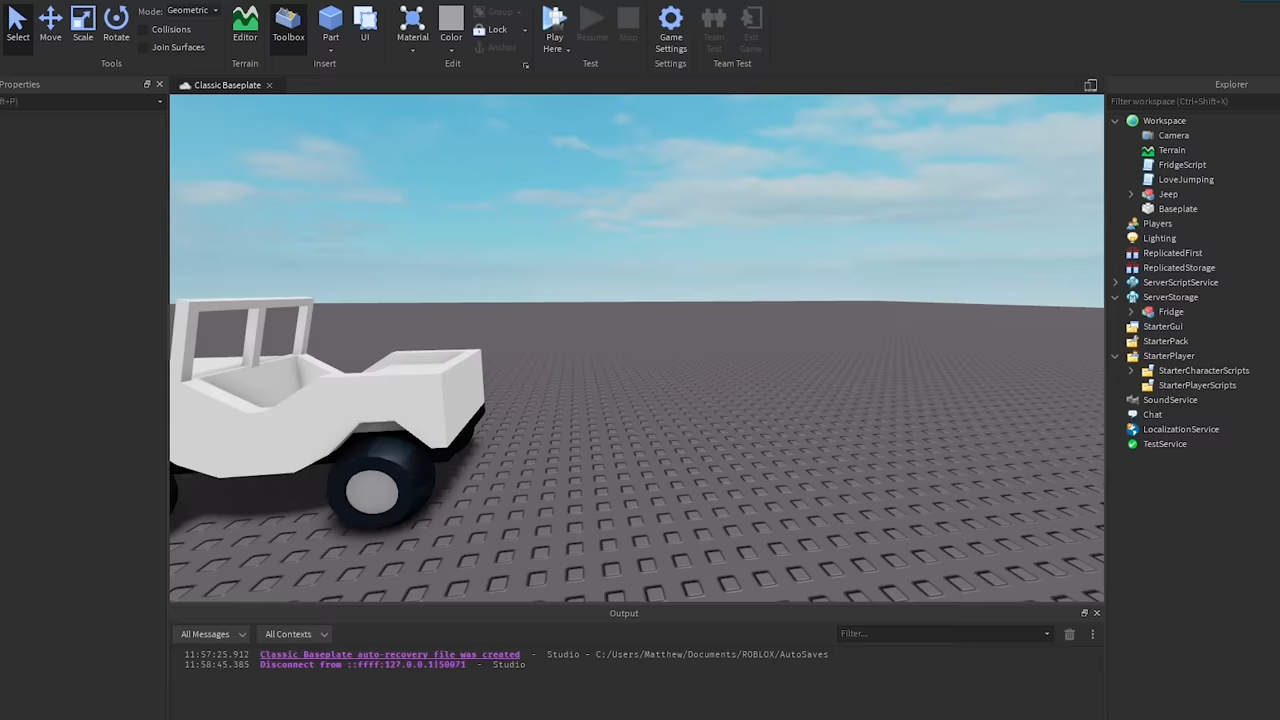 Mode: Geometric
Collisions
Join Surfaces
Select
Move
Scale
Rotate
Editor
Toolbox
Part
UI
Material
Color
Group
Lock
Anchor
Play
Here
Resume
Stop
Game
Settings
Team
Test
Exit
Game
Tools
Terrain
Insert
Edit
Test
Settings
Team Test
Properties
ft+P)
Classic Baseplate
Explorer
Filter workspace (Ctrl+Shift+X)
Workspace
Camera
Terrain
FridgeScript
LoveJumping
Jeep
Baseplate
Players
Lighting
ReplicatedFirst
ReplicatedStorage
ServerScriptService
ServerStorage
Fridge
StarterGui
StarterPack
StarterPlayer
StarterCharacterScripts
StarterPlayerScripts
SoundService
Chat
LocalizationService
TestService
Output
All Messages
All Contexts
Filter...
11:57:25.912 Classic Baseplate auto-recovery file was created - Studio - C:/Users/Matthew/Documents/ROBLOX/AutoSaves
11:58:45.385 Disconnect from ::ffff:127.0.0.1|50071 - Studio